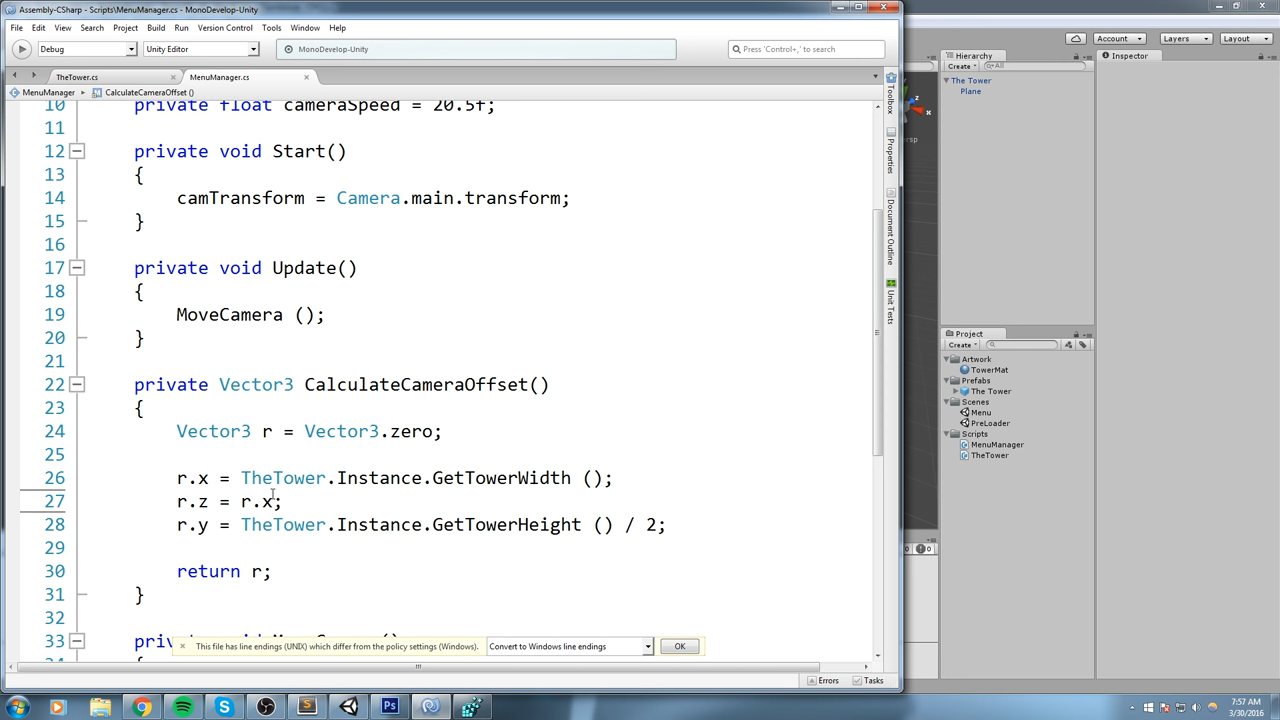 Assembly-CSharp - Scripts\MenuManager.cs - MonoDevelop-Unity
File Edit View Search Project Build Run Version Control Tools Window Help
Debug Unity Editor MonoDevelop-Unity Press 'Control+,' to search
TheTower.cs MenuManager.cs
MenuManager CalculateCameraOffset ()
10 private float cameraSpeed = 20.5f;
11
12 private void Start()
13 {
14 camTransform = Camera.main.transform;
15 }
16
17 private void Update()
18 {
19 MoveCamera ();
20 }
21
22 private Vector3 CalculateCameraOffset()
23 {
24 Vector3 r = Vector3.zero;
25
26 r.x = TheTower.Instance.GetTowerWidth ();
27 r.z = r.x;
28 r.y = TheTower.Instance.GetTowerHeight () / 2;
29
30 return r;
31 }
32
33
This file has line endings (UNIX) which differ from the policy settings (Windows). Convert to Windows line endings OK
Errors Tasks
Toolbox
Properties
Document Outline
Unit Tests
Account Layers Layout
Hierarchy
Create All
The Tower
Plane
Inspector
z
x
Project
Create
Artwork
TowerMat
Prefabs
The Tower
Scenes
Menu
PreLoader
Scripts
MenuManager
TheTower
7:57 AM
3/30/2016